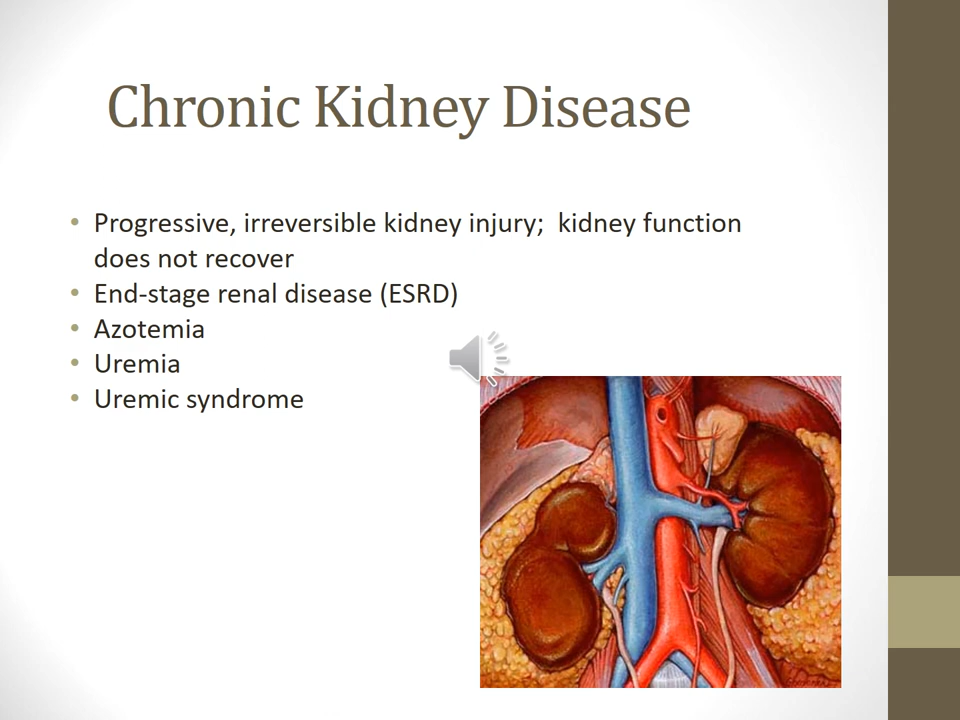 Chronic Kidney Disease
• Progressive, irreversible kidney injury;  kidney function
does not recover
• End-stage renal disease (ESRD)
• Azotemia
• Uremia
• Uremic syndrome